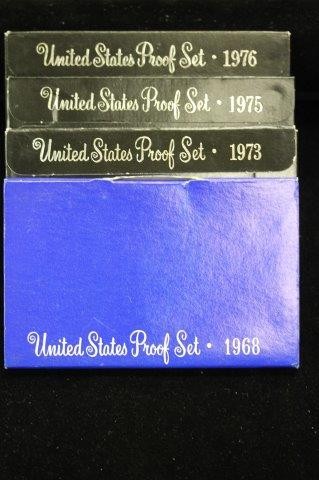 United States Proof Set · 1976
United States Proof Set · 1975
United States Proof Set · 1973
United States Proof Set · 1968